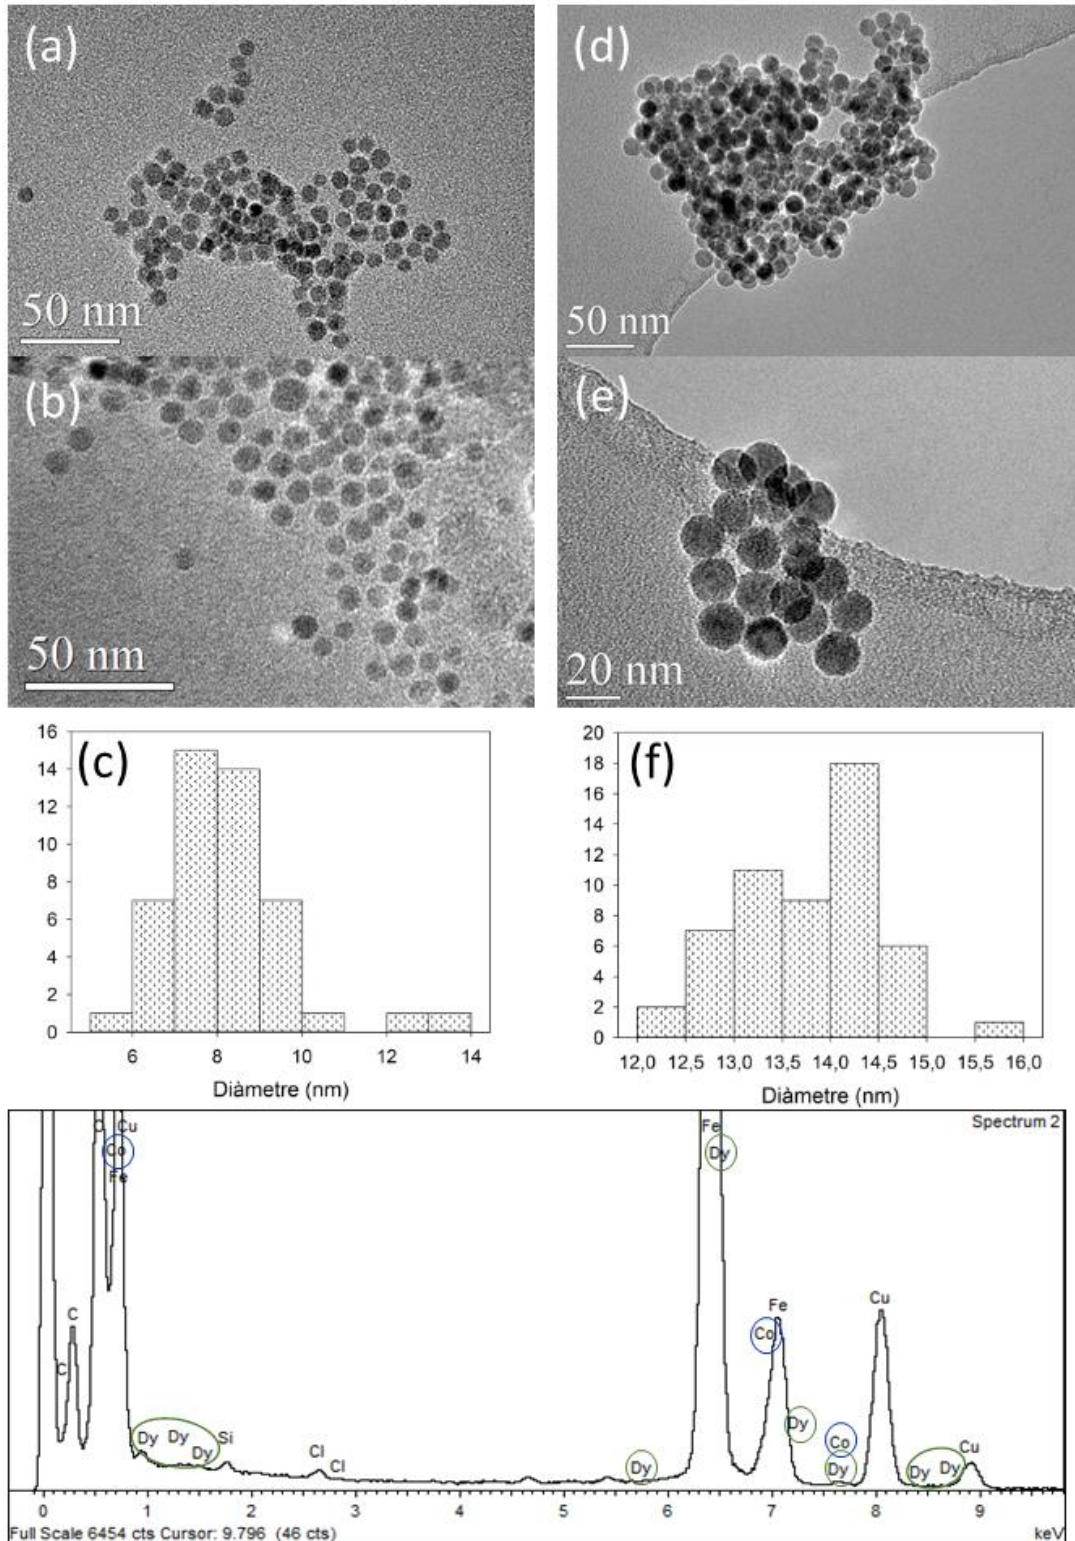 (a)
50 nm
(b)
50 nm
(d)
50 nm
(e)
20 nm
(c)
16
14
12
10
8
6
4
2
0
6 8 10 12 14
Diàmetre (nm)
(f)
20
18
16
14
12
10
8
6
4
2
0
12,0 12,5 13,0 13,5 14,0 14,5 15,0 15,5 16,0
Diàmetre (nm)
Spectrum 2
O Cu
Co
Fe
C
C
Dy Dy Dy Si
Cl Cl
Dy
Fe
Dy
Fe
Co
Dy
Co
Dy
Cu
Dy Dy Cu
0 1 2 3 4 5 6 7 8 9
Full Scale 6454 cts Cursor: 9.796 (46 cts) keV